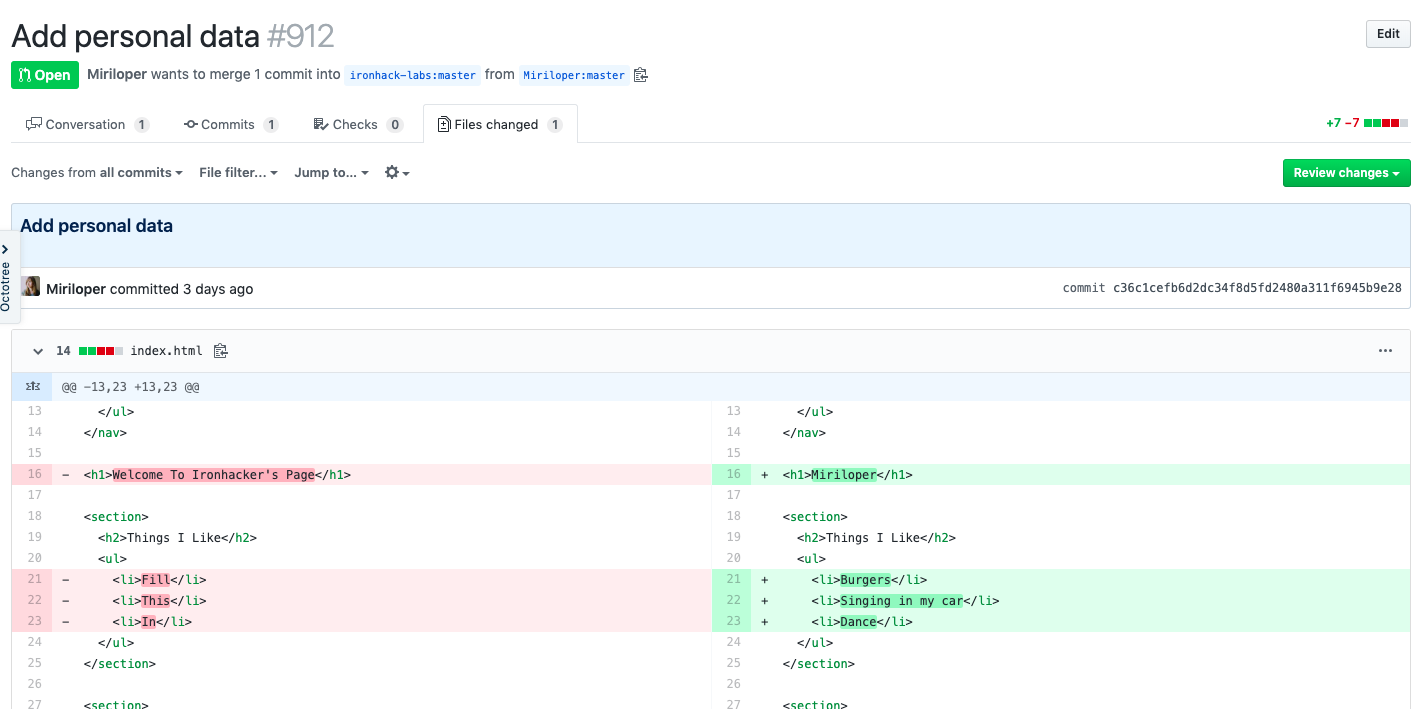 Add personal data #912
Edit
Open Miriloper wants to merge 1 commit into ironhack-labs:master from Miriloper:master
Conversation 1 Commits 1 Checks 0 Files changed 1 +7 −7
Changes from all commits File filter... Jump to... Review changes
Add personal data
Octotree
Miriloper committed 3 days ago commit c36c1cefb6d2dc34f8d5fd2480a311f6945b9e28
14 index.html
@@ -13,23 +13,23 @@
13 </ul> 13 </ul>
14 </nav> 14 </nav>
15 15
16 - <h1>Welcome To Ironhacker's Page</h1> 16 + <h1>Miriloper</h1>
17 17
18 <section> 18 <section>
19 <h2>Things I Like</h2> 19 <h2>Things I Like</h2>
20 <ul> 20 <ul>
21 - <li>Fill</li> 21 + <li>Burgers</li>
22 - <li>This</li> 22 + <li>Singing in my car</li>
23 - <li>In</li> 23 + <li>Dance</li>
24 </ul> 24 </ul>
25 </section> 25 </section>
26 26
27 <section> 27 <section>